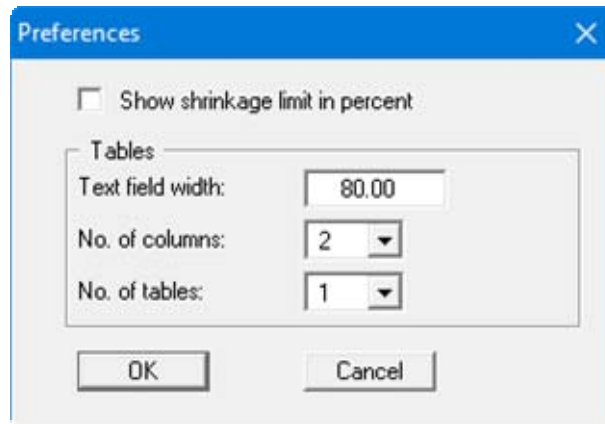 Preferences
Show shrinkage limit in percent
Tables
Text field width: 80.00
No. of columns: 2
No. of tables: 1
OK Cancel